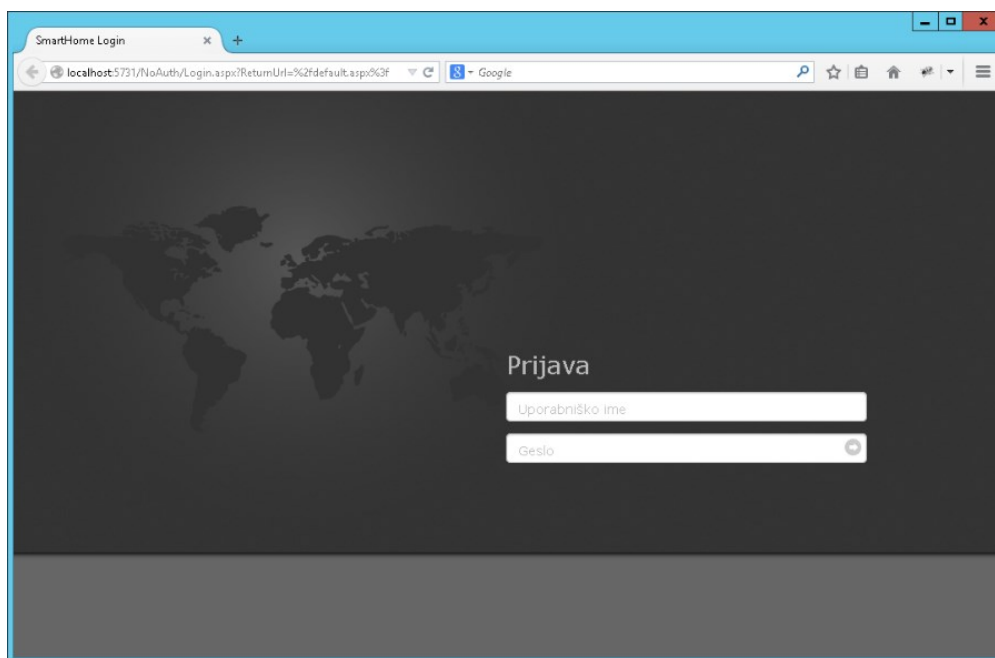 SmartHome Login
localhost:5731/NoAuth/Login.aspx?ReturnUrl=%2fdefault.aspx%3f
Google
Prijava
Uporabniško ime
Geslo